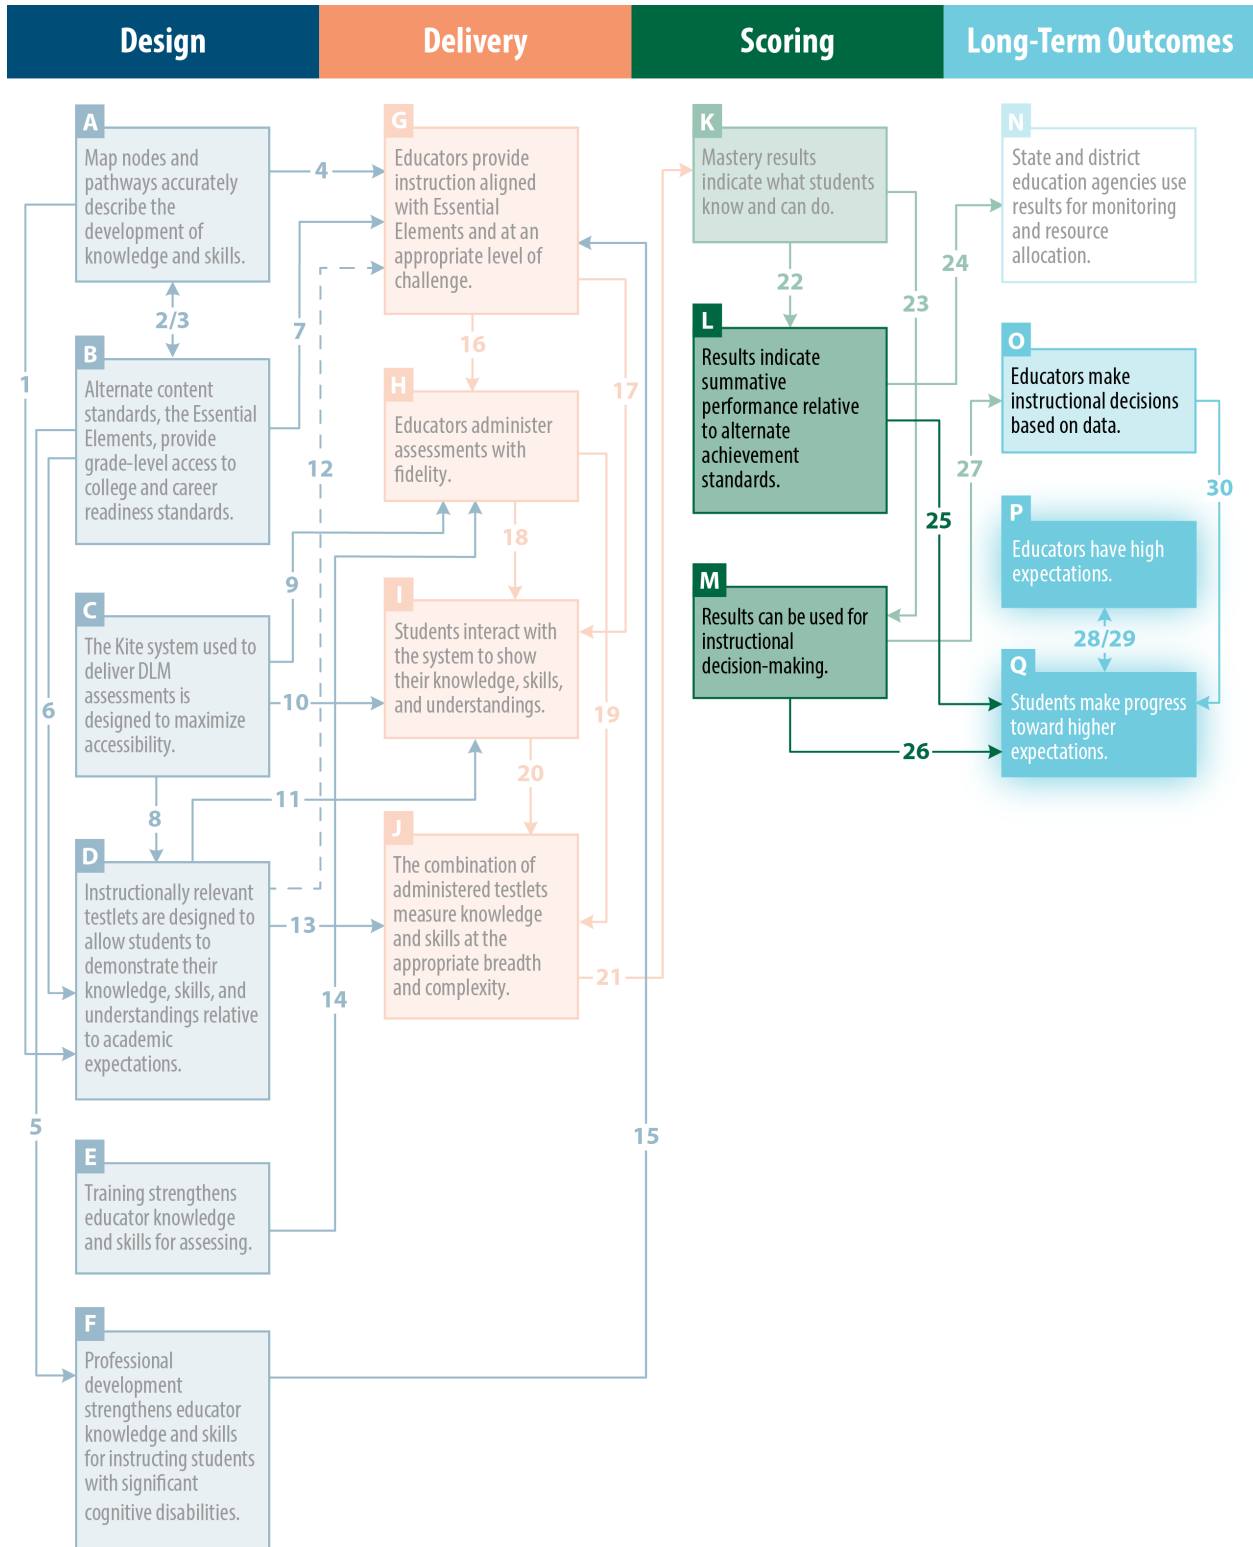 Design
Delivery
Scoring
Long-Term Outcomes
A
Map nodes and
pathways accurately
describe the
development of
knowledge and skills.
2/3
B
Alternate content
standards, the Essential
Elements, provide
grade-level access to
college and career
readiness standards.
C
The Kite system used to
deliver DLM
assessments is
designed to maximize
accessibility.
8
D
Instructionally relevant
testlets are designed to
allow students to
demonstrate their
knowledge, skills, and
understandings relative
to academic
expectations.
E
Training strengthens
educator knowledge
and skills for assessing.
F
Professional
development
strengthens educator
knowledge and skills
for instructing students
with significant
cognitive disabilities.
1
6
5
4
7
12
9
10
11
13
14
15
G
Educators provide
instruction aligned
with Essential
Elements and at an
appropriate level of
challenge.
16
17
H
Educators administer
assessments with
fidelity.
18
I
Students interact with
the system to show
their knowledge, skills,
and understandings.
19
20
J
The combination of
administered testlets
measure knowledge
and skills at the
appropriate breadth
and complexity.
21
K
Mastery results
indicate what students
know and can do.
22
23
L
Results indicate
summative
performance relative
to alternate
achievement
standards.
M
Results can be used for
instructional
decision-making.
24
25
27
26
N
State and district
education agencies use
results for monitoring
and resource
allocation.
O
Educators make
instructional decisions
based on data.
30
P
Educators have high
expectations.
28/29
Q
Students make progress
toward higher
expectations.